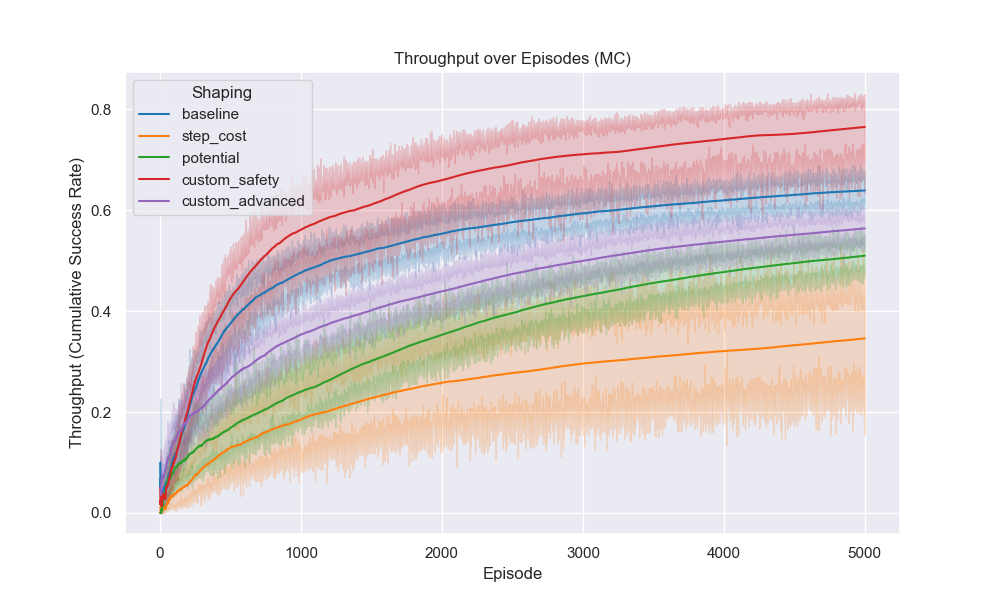 Throughput over Episodes (MC)
Shaping
baseline
step_cost
potential
custom_safety
custom_advanced
Throughput (Cumulative Success Rate)
0.8
0.6
0.4
0.2
0.0
0 1000 2000 3000 4000 5000
Episode